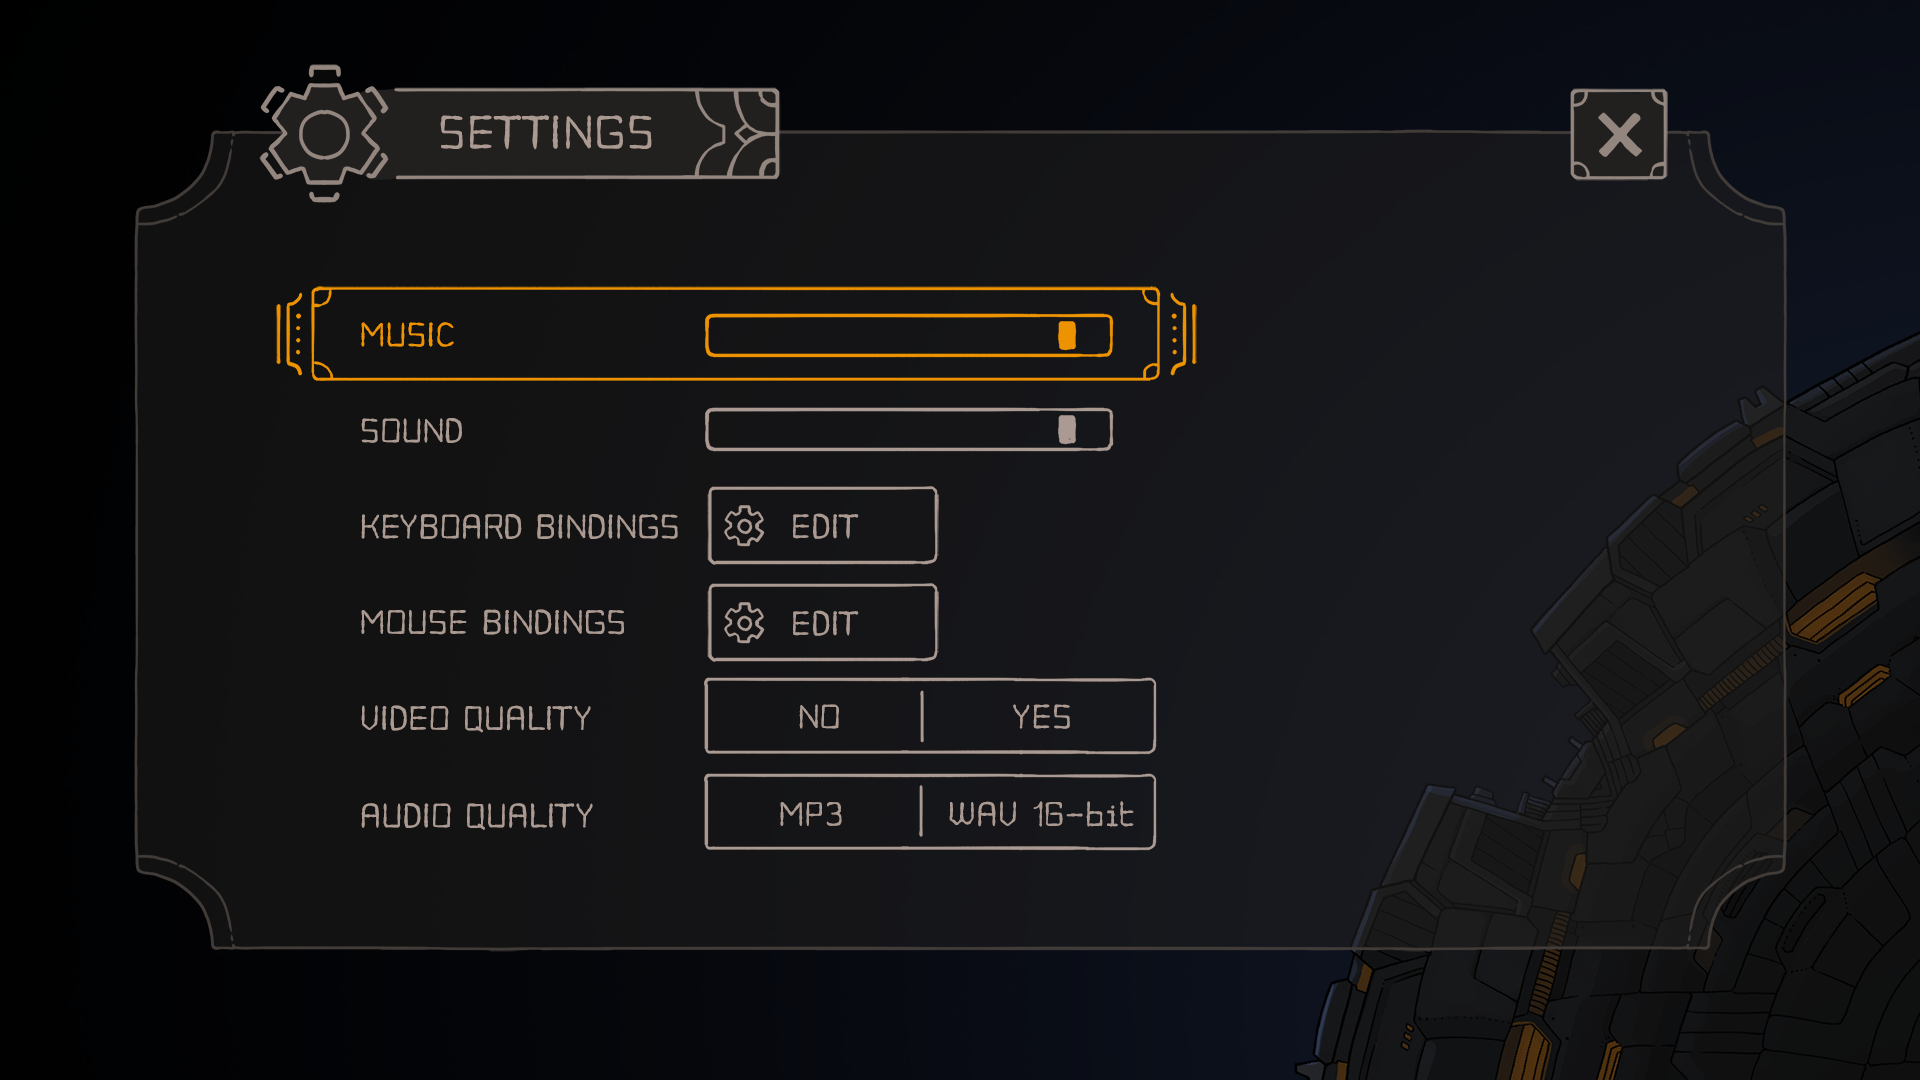 SETTINGS
MUSIC
SOUND
KEYBOARD BINDINGS EDIT
MOUSE BINDINGS EDIT
VIDEO QUALITY NO YES
AUDIO QUALITY MP3 WAV 16-bit